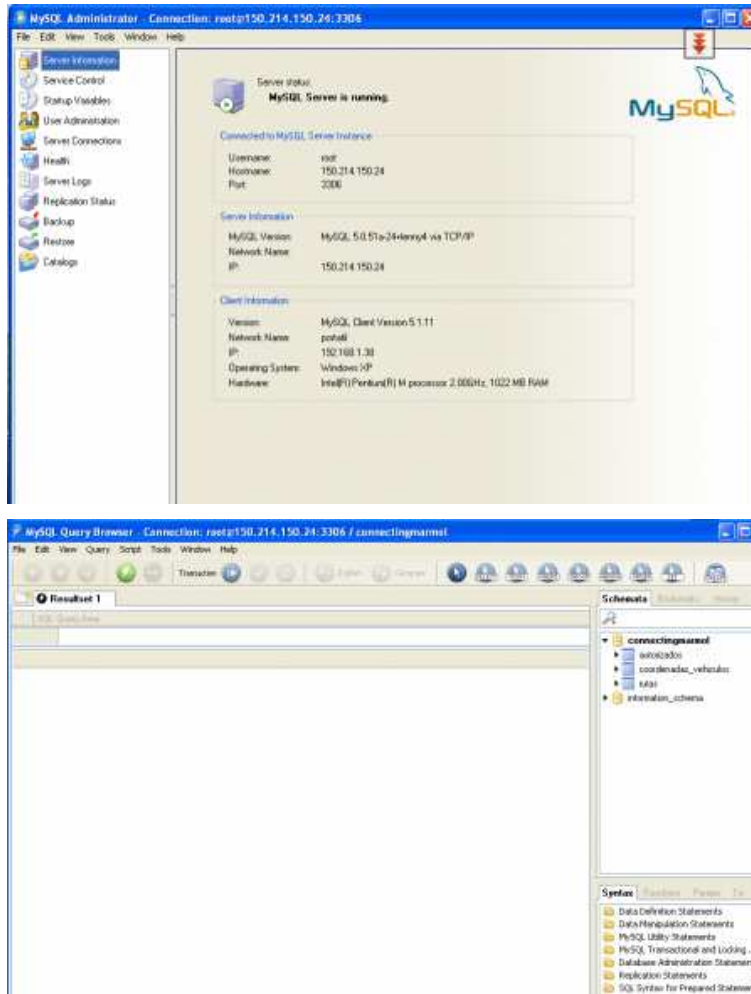 MySQL Administrator - Connection: root@150.214.150.24:3306
File Edit View Tools Window Help
Server Information
Service Control
Startup Variables
User Administration
Server Connections
Health
Server Logs
Replication Status
Backup
Restore
Catalogs
Server status:
MySQL Server is running.
MySQL
Connected to MySQL Server Instance
Username: root
Hostname: 150.214.150.24
Port: 3306
Server Information
MySQL Version: MySQL 5.0.51a-24+lenny4 via TCP/IP
Network Name:
IP: 150.214.150.24
Client Information
Version: MySQL Client Version 5.1.11
Network Name: portatil
IP: 192.168.1.38
Operating System: Windows XP
Hardware: Intel(R) Pentium(R) M processor 2.00GHz, 1022 MB RAM
MySQL Query Browser - Connection: root@150.214.150.24:3306 / connectingmarmol
File Edit View Query Script Tools Window Help
Transaction
Resultset 1
SQL Query Area
Schemata
connectingmarmol
autorizados
coordenadas_vehiculos
rutas
information_schema
Syntax Functions Params
Data Definition Statements
Data Manipulation Statements
MySQL Utility Statements
MySQL Transactional and Locking
Database Administration Statemen
Replication Statements
SQL Syntax for Prepared Statemen